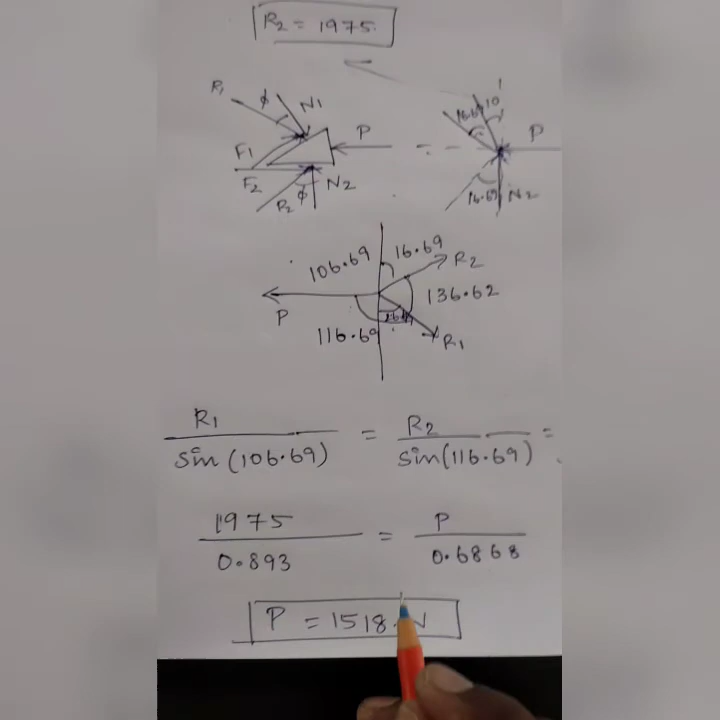 R2 = 1975.
R1 φ N1
P = P
F1
F2 R2 φ N2
16.69 10
16.69 N2
106.69 16.69 R2
P 136.62
116.69 R1
R1 / sin(106.69) = R2 / sin(116.69) =
1975 / 0.893 = P / 0.6868
P = 1518. N